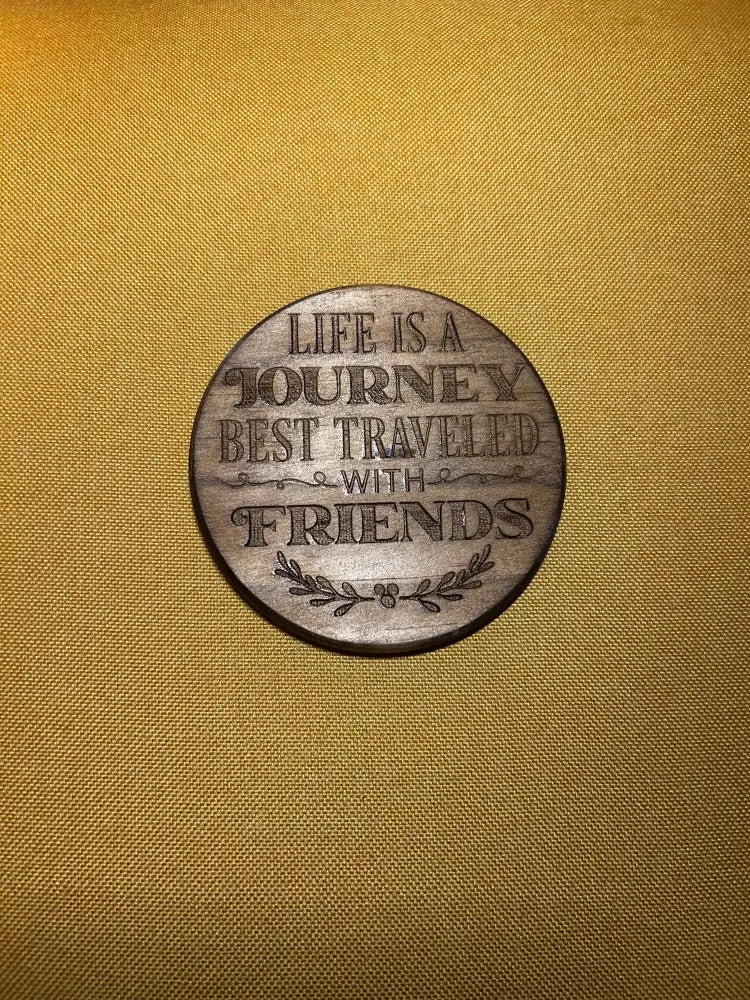 LIFE IS A
JOURNEY
BEST TRAVELED
WITH
FRIENDS